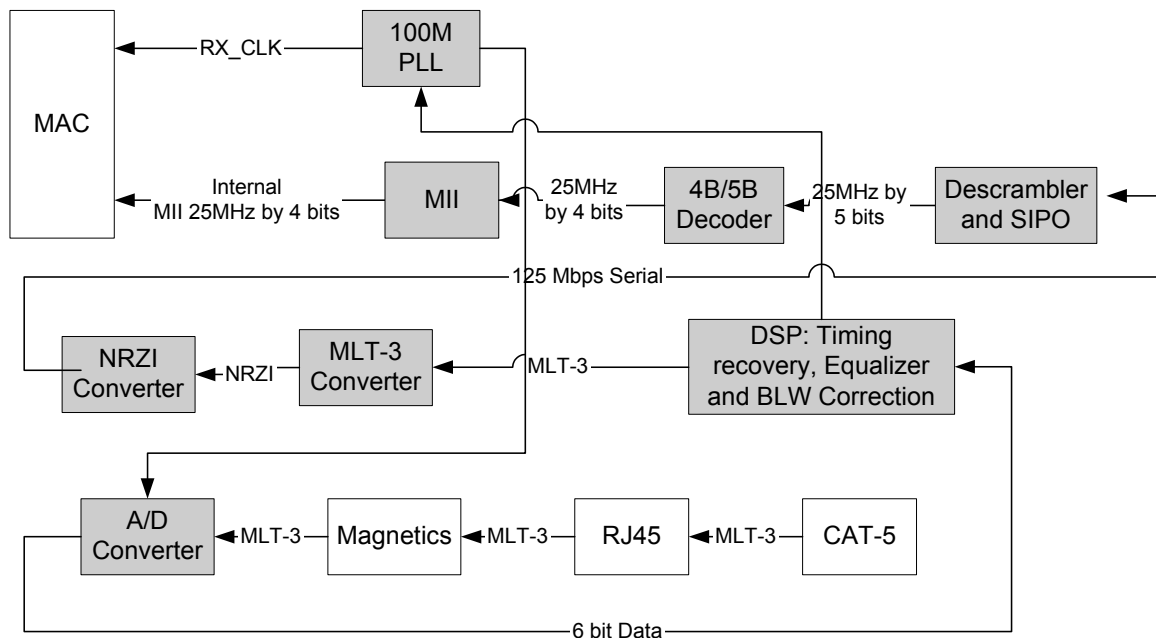 100M
PLL
RX_CLK
MAC
Internal
MII 25MHz by 4 bits
MII
25MHz
by 4 bits
4B/5B
Decoder
25MHz by
5 bits
Descrambler
and SIPO
125 Mbps Serial
NRZI
Converter
NRZI
MLT-3
Converter
MLT-3
DSP: Timing
recovery, Equalizer
and BLW Correction
A/D
Converter
MLT-3
Magnetics
MLT-3
RJ45
MLT-3
CAT-5
6 bit Data